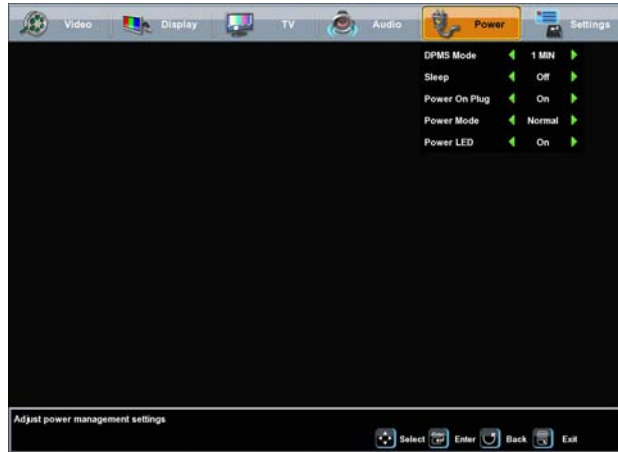 Video Display TV Audio Power Settings
DPMS Mode 1 MIN
Sleep Off
Power On Plug On
Power Mode Normal
Power LED On
Adjust power management settings
Select Enter Back Exit